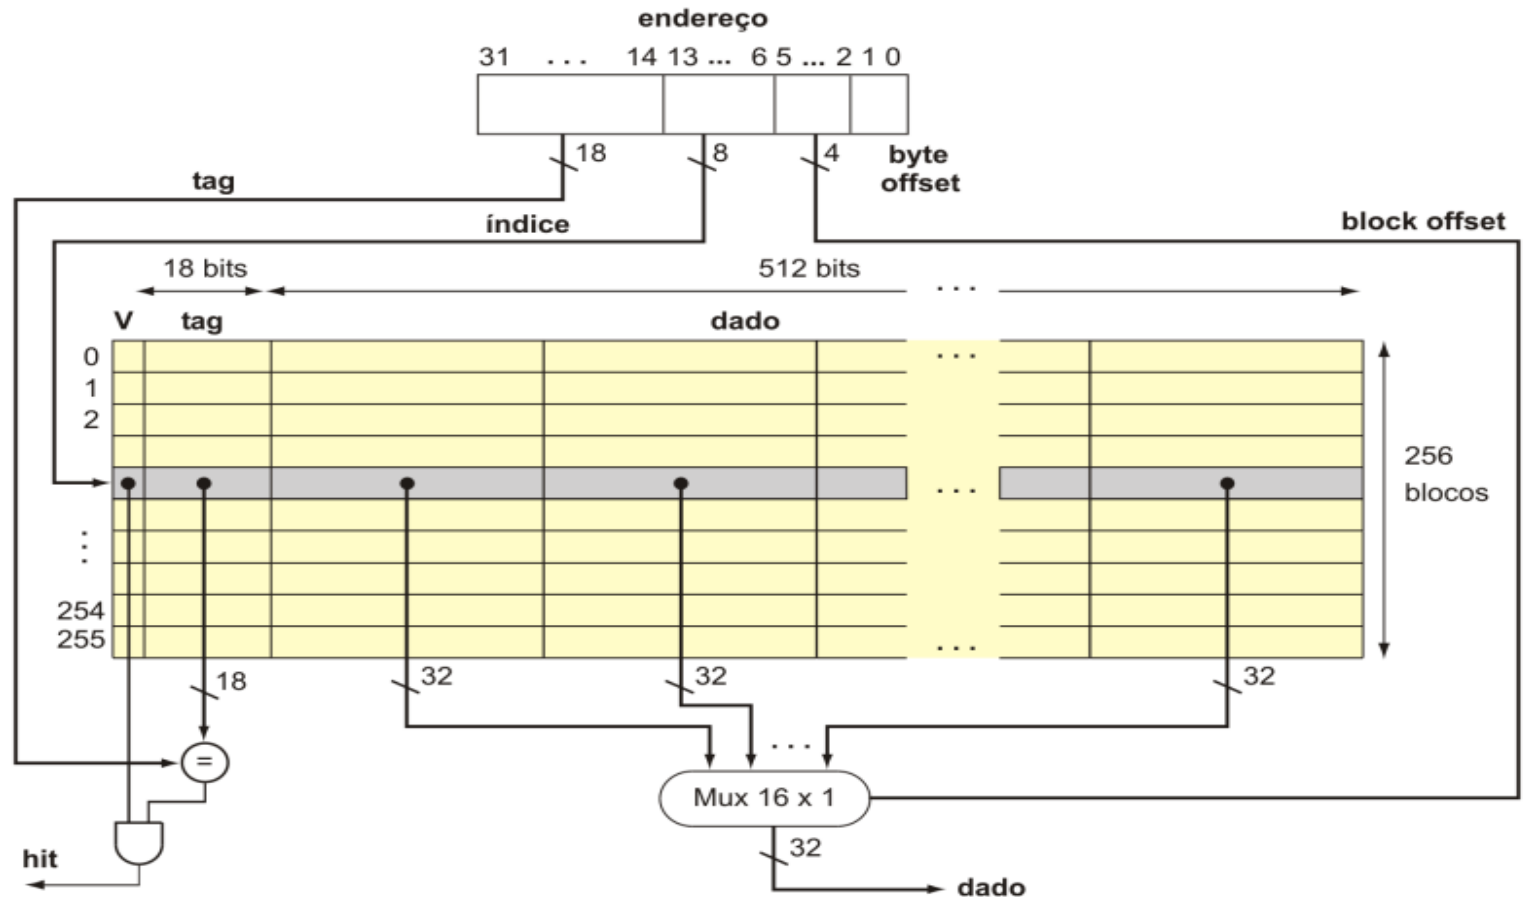 endereço
31 ... 14 13 ... 6 5 ... 2 1 0
18 8 4 byte offset
tag
índice
block offset
18 bits 512 bits ...
V tag dado
0 ...
1
2
256
blocos
...
⋮
254
255 ...
18 32 32 32
...
=
Mux 16 x 1
32
hit
dado